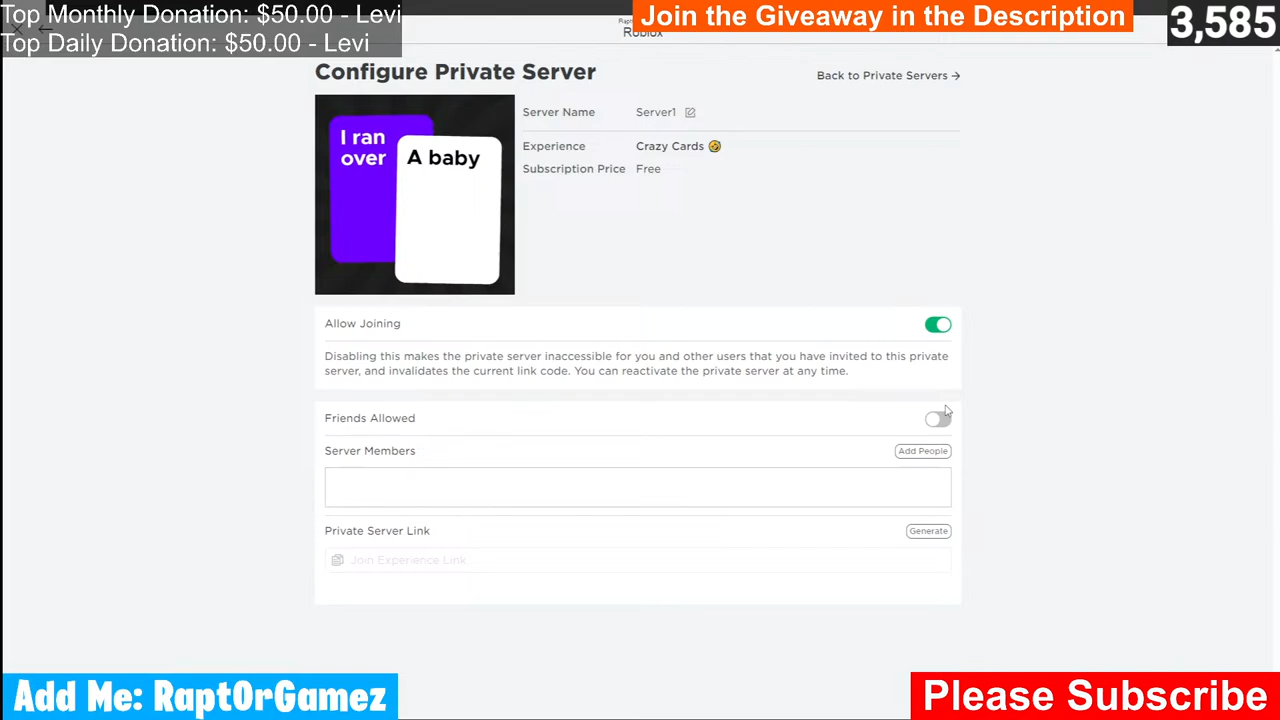 Top Monthly Donation: $50.00 - Levi
Top Daily Donation: $50.00 - Levi
Join the Giveaway in the Description
3,585
Roblox
Configure Private Server
Back to Private Servers →
I ran
over
A baby
Server Name Server1
Experience Crazy Cards 🤣
Subscription Price Free
Allow Joining
Disabling this makes the private server inaccessible for you and other users that you have invited to this private
server, and invalidates the current link code. You can reactivate the private server at any time.
Friends Allowed
Server Members Add People
Private Server Link Generate
Join Experience Link
Add Me: Rapt0rGamez
Please Subscribe